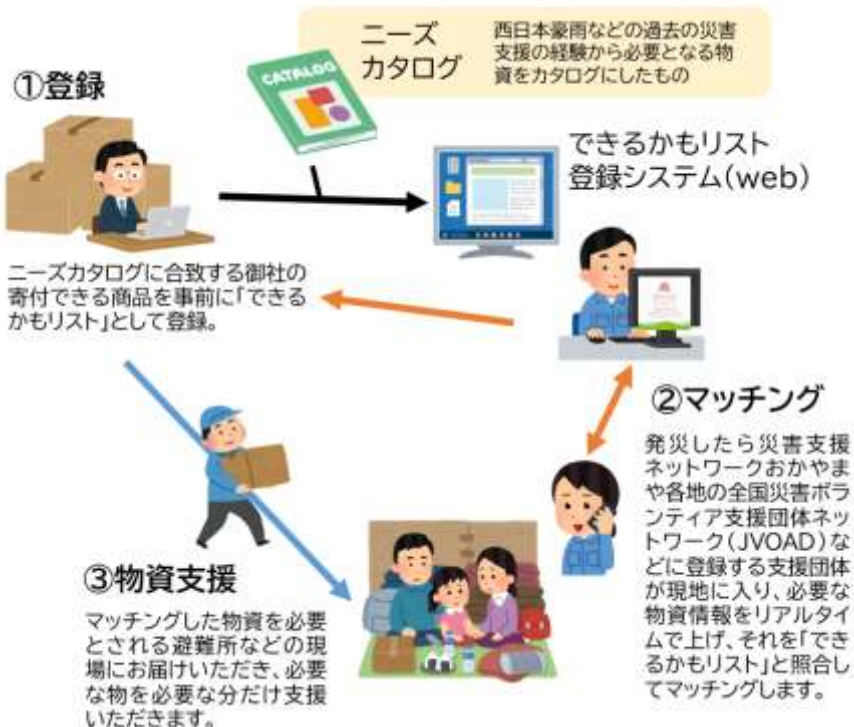 ニーズ
カタログ
西日本豪雨などの過去の災害
支援の経験から必要となる物
資をカタログにしたもの
①登録
CATALOG
できるかもリスト
登録システム(web)
ニーズカタログに合致する御社の
寄付できる商品を事前に「できる
かもリスト」として登録。
②マッチング
発災したら災害支援
ネットワークおかやま
や各地の全国災害ボラ
ンティア支援団体ネッ
トワーク(JVOAD)な
どに登録する支援団体
が現地に入り、必要な
物資情報をリアルタイ
ムで上げ、それを「でき
るかもリスト」と照合し
てマッチングします。
③物資支援
マッチングした物資を必要
とされる避難所などの現
場にお届けいただき、必要
な物を必要な分だけ支援
いただきます。